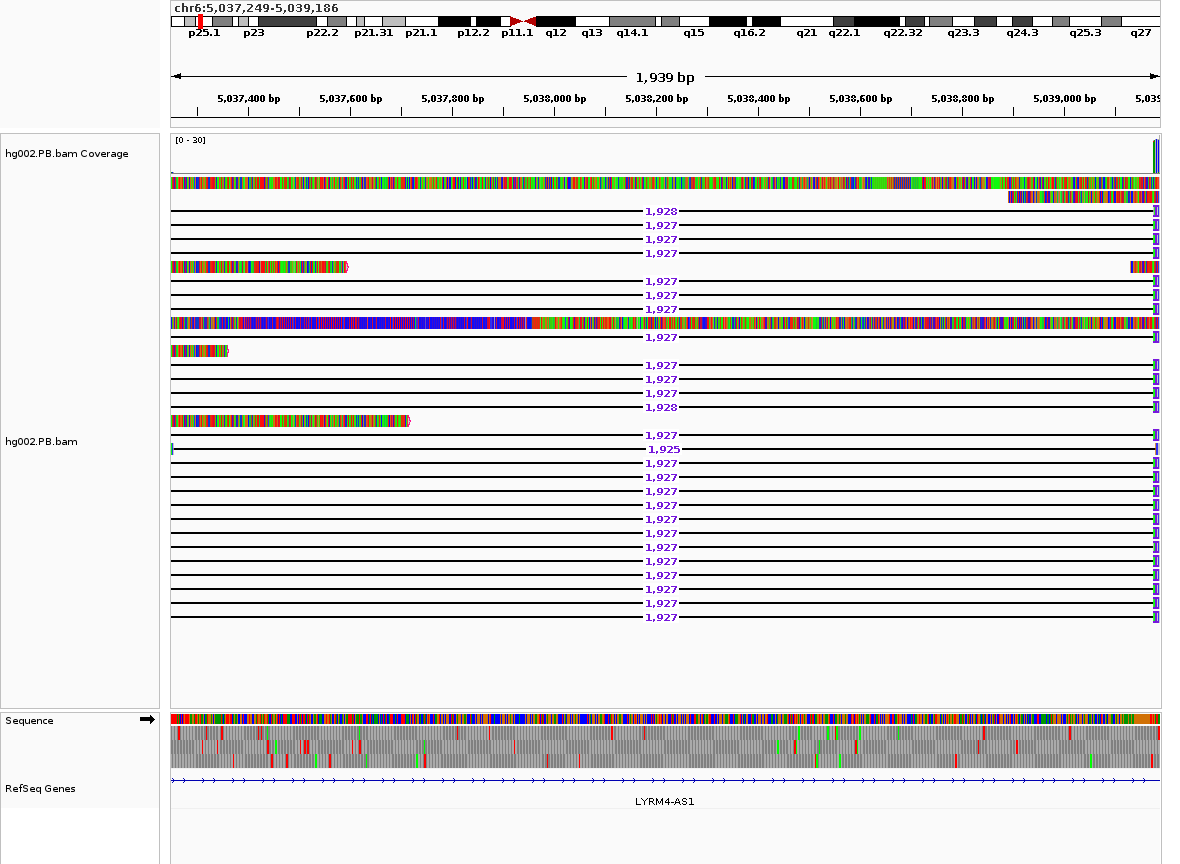 chr6:5,037,249-5,039,186
p25.1 p23 p22.2 p21.31 p21.1 p12.2 p11.1 q12 q13 q14.1 q15 q16.2 q21 q22.1 q22.32 q23.3 q24.3 q25.3 q27
1,939 bp
5,037,400 bp 5,037,600 bp 5,037,800 bp 5,038,000 bp 5,038,200 bp 5,038,400 bp 5,038,600 bp 5,038,800 bp 5,039,000 bp 5,039
[0 - 30]
hg002.PB.bam Coverage
1,928
1,927
1,927
1,927
1,927
1,927
1,927
1,927
1,927
1,927
1,927
1,928
hg002.PB.bam
1,927
1,925
1,927
1,927
1,927
1,927
1,927
1,927
1,927
1,927
1,927
1,927
1,927
1,927
Sequence
RefSeq Genes
LYRM4-AS1